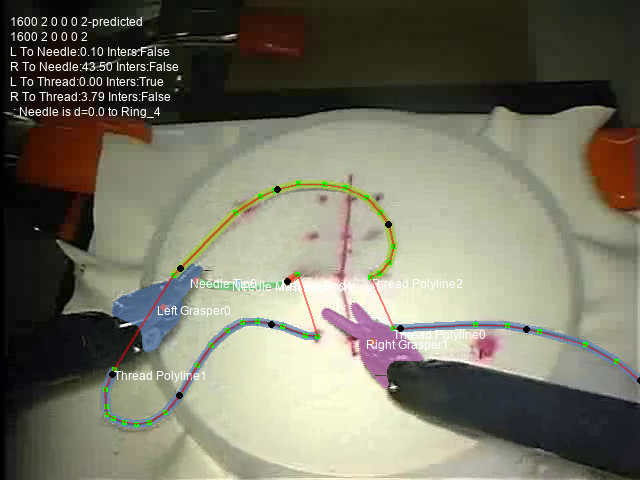 1600 2 0 0 0 2-predicted
1600 2 0 0 0 2
L To Needle:0.10 Inters:False
R To Needle:43.50 Inters:False
L To Thread:0.00 Inters:True
R To Thread:3.79 Inters:False
: Needle is d=0.0 to Ring_4
Needle Tip0
Thread Polyline2
Left Grasper0
Thread Polyline0
Right Grasper1
Thread Polyline1